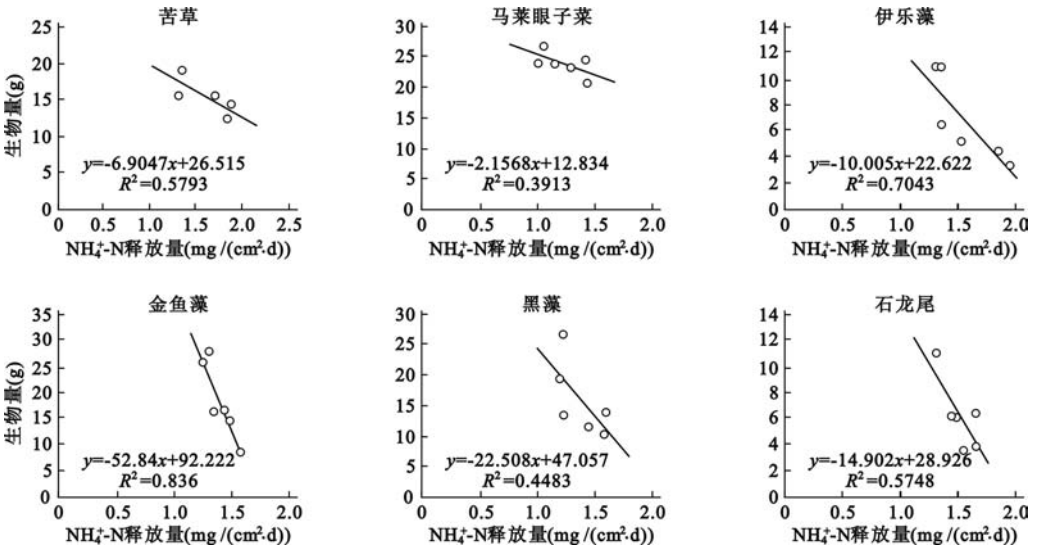 苦草
生物量(g)
25
20
15
10
5
0
y=-6.9047x+26.515
R²=0.5793
0 0.5 1.0 1.5 2.0 2.5
NH₄⁺-N释放量(mg/(cm²·d))
马莱眼子菜
30
25
20
15
10
5
0
y=-2.1568x+12.834
R²=0.3913
0 0.5 1.0 1.5 2.0
NH₄⁺-N释放量(mg/(cm²·d))
伊乐藻
14
12
10
8
6
4
2
0
y=-10.005x+22.622
R²=0.7043
0 0.5 1.0 1.5 2.0
NH₄⁺-N释放量(mg/(cm²·d))
金鱼藻
生物量(g)
35
30
25
20
15
10
5
0
y=-52.84x+92.222
R²=0.836
0 0.5 1.0 1.5 2.0
NH₄⁺-N释放量(mg/(cm²·d))
黑藻
30
25
20
15
10
5
0
y=-22.508x+47.057
R²=0.4483
0 0.5 1.0 1.5 2.0
NH₄⁺-N释放量(mg/(cm²·d))
石龙尾
14
12
10
8
6
4
2
0
y=-14.902x+28.926
R²=0.5748
0 0.5 1.0 1.5 2.0
NH₄⁺-N释放量(mg/(cm²·d))